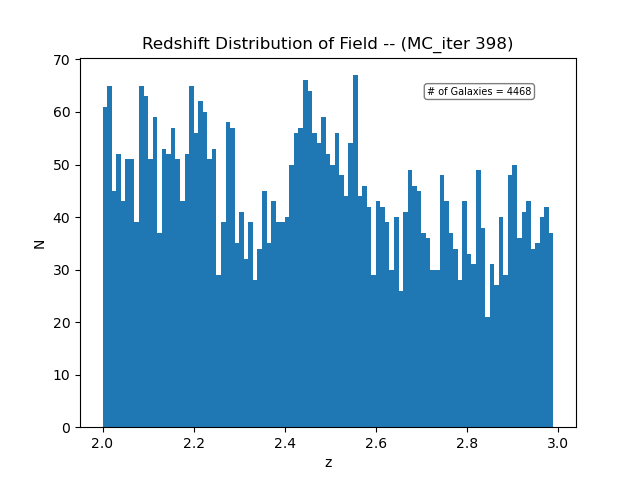 Redshift Distribution of Field -- (MC_iter 398)
# of Galaxies = 4468
70
60
50
40
30
20
10
0
N
2.0 2.2 2.4 2.6 2.8 3.0
z